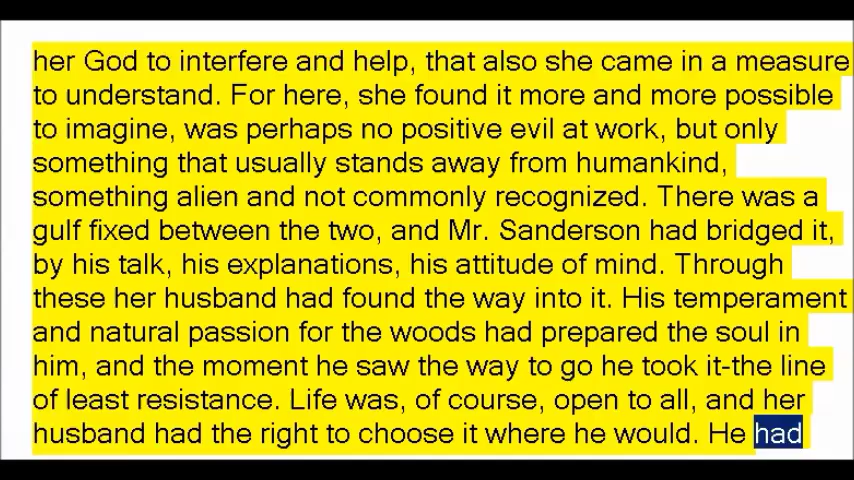 her God to interfere and help, that also she came in a measure
to understand. For here, she found it more and more possible
to imagine, was perhaps no positive evil at work, but only
something that usually stands away from humankind,
something alien and not commonly recognized. There was a
gulf fixed between the two, and Mr. Sanderson had bridged it,
by his talk, his explanations, his attitude of mind. Through
these her husband had found the way into it. His temperament
and natural passion for the woods had prepared the soul in
him, and the moment he saw the way to go he took it-the line
of least resistance. Life was, of course, open to all, and her
husband had the right to choose it where he would. He had